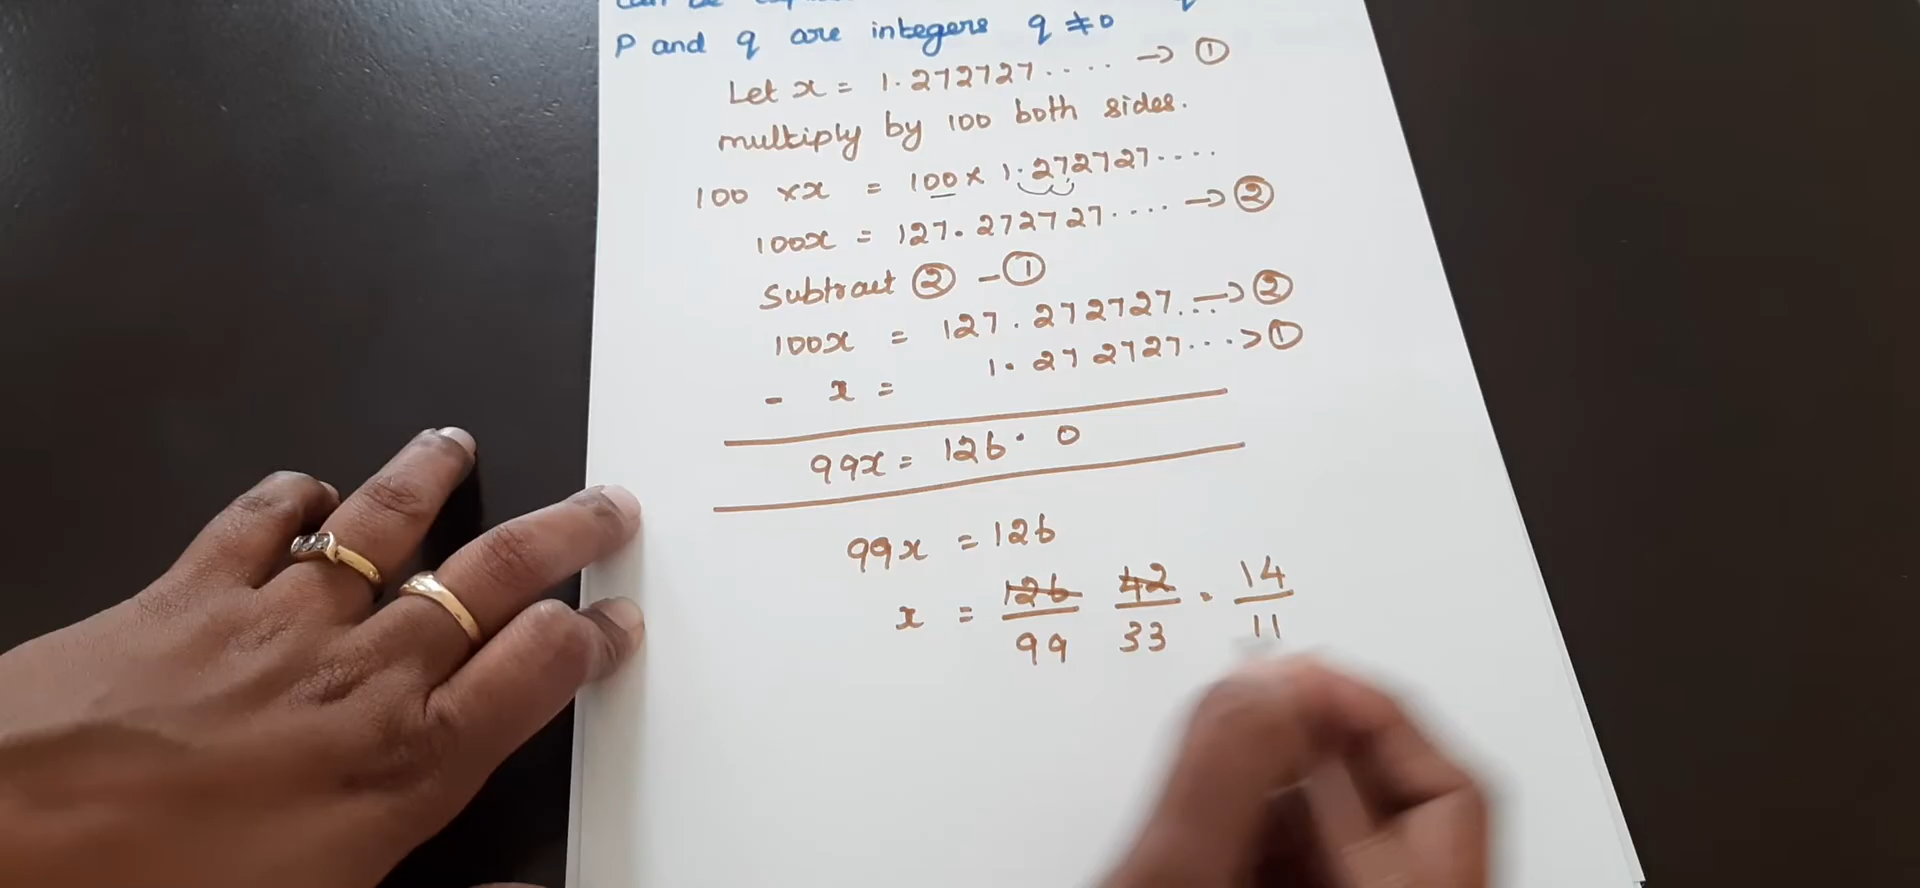 can be
P and q are integers q ≠ 0
Let x = 1.272727.... → ①
multiply by 100 both sides.
100 × x = 100 × 1.272727....
100x = 127.272727.... → ②
Subtract ② - ①
100x = 127.272727... → ②
- x = 1.272727... > ①
99x = 126.0
99x = 126
x = 126/99 42/33 = 14/11